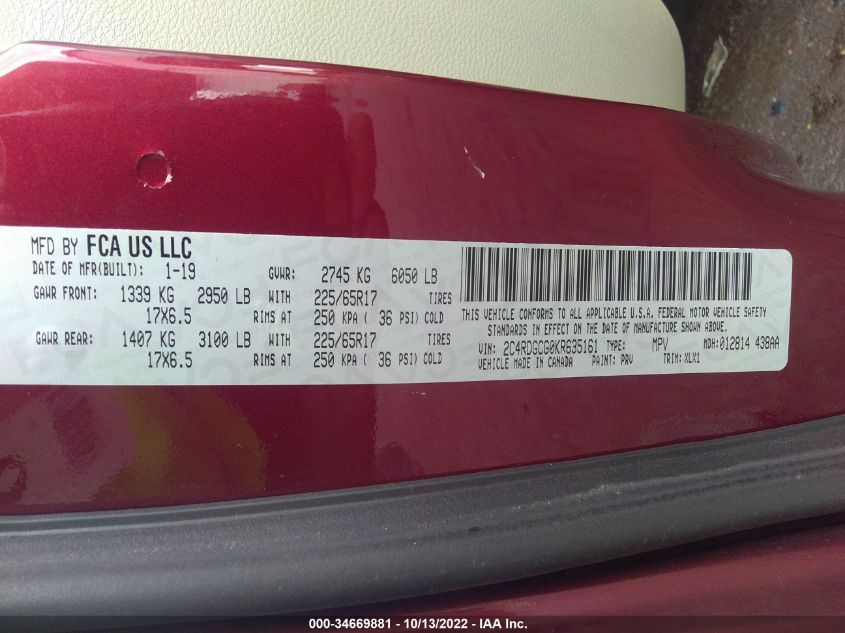 MFD BY FCA US LLC
DATE OF MFR(BUILT): 1-19 GVWR: 2745 KG 6050 LB
GAWR FRONT: 1339 KG 2950 LB WITH 225/65R17 TIRES
17X6.5 RIMS AT 250 KPA ( 36 PSI) COLD
GAWR REAR: 1407 KG 3100 LB WITH 225/65R17 TIRES
17X6.5 RIMS AT 250 KPA ( 36 PSI) COLD
THIS VEHICLE CONFORMS TO ALL APPLICABLE U.S.A. FEDERAL MOTOR VEHICLE SAFETY
STANDARDS IN EFFECT ON THE DATE OF MANUFACTURE SHOWN ABOVE.
VIN: 2C4RDGCG0KR635161 TYPE: MPV MDH:012814 438AA
VEHICLE MADE IN CANADA PAINT: PRV TRIM: XLX1
000-34669881 - 10/13/2022 - IAA Inc.